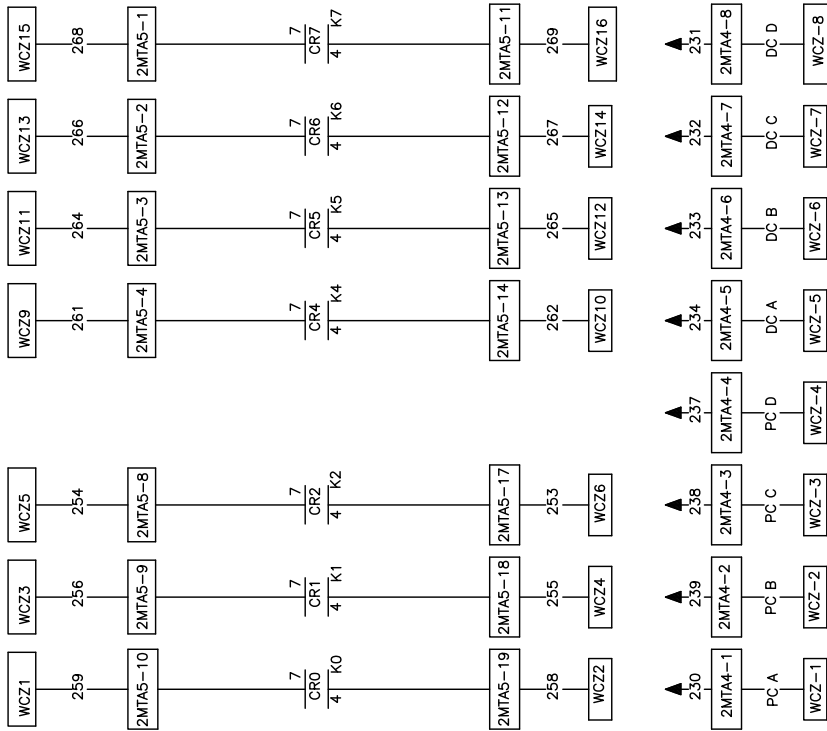 WCZ15
268
2MTA5-1
7
CR7
4
K7
2MTA5-11
269
WCZ16
231
2MTA4-8
DC D
WCZ-8
WCZ13
266
2MTA5-2
7
CR6
4
K6
2MTA5-12
267
WCZ14
232
2MTA4-7
DC C
WCZ-7
WCZ11
264
2MTA5-3
7
CR5
4
K5
2MTA5-13
265
WCZ12
233
2MTA4-6
DC B
WCZ-6
WCZ9
261
2MTA5-4
7
CR4
4
K4
2MTA5-14
262
WCZ10
234
2MTA4-5
DC A
WCZ-5
237
2MTA4-4
PC D
WCZ-4
WCZ5
254
2MTA5-8
7
CR2
4
K2
2MTA5-17
253
WCZ6
238
2MTA4-3
PC C
WCZ-3
WCZ3
256
2MTA5-9
7
CR1
4
K1
2MTA5-18
255
WCZ4
239
2MTA4-2
PC B
WCZ-2
WCZ1
259
2MTA5-10
7
CR0
4
K0
2MTA5-19
258
WCZ2
230
2MTA4-1
PC A
WCZ-1